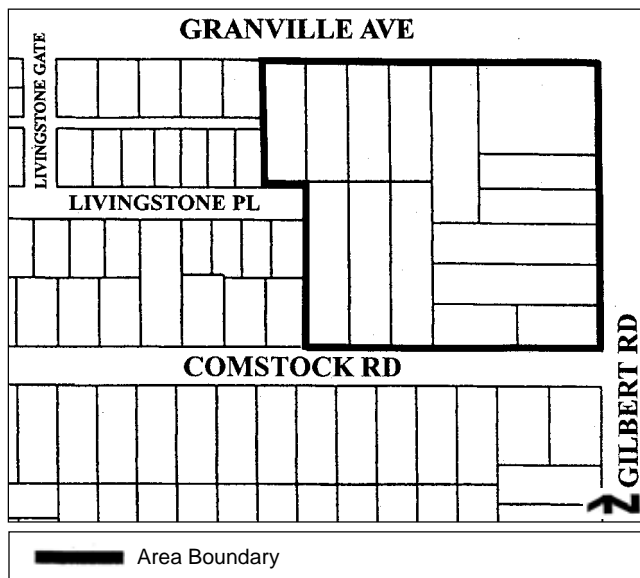 GRANVILLE AVE
LIVINGSTONE GATE
LIVINGSTONE PL
COMSTOCK RD
GILBERT RD
N
Area Boundary